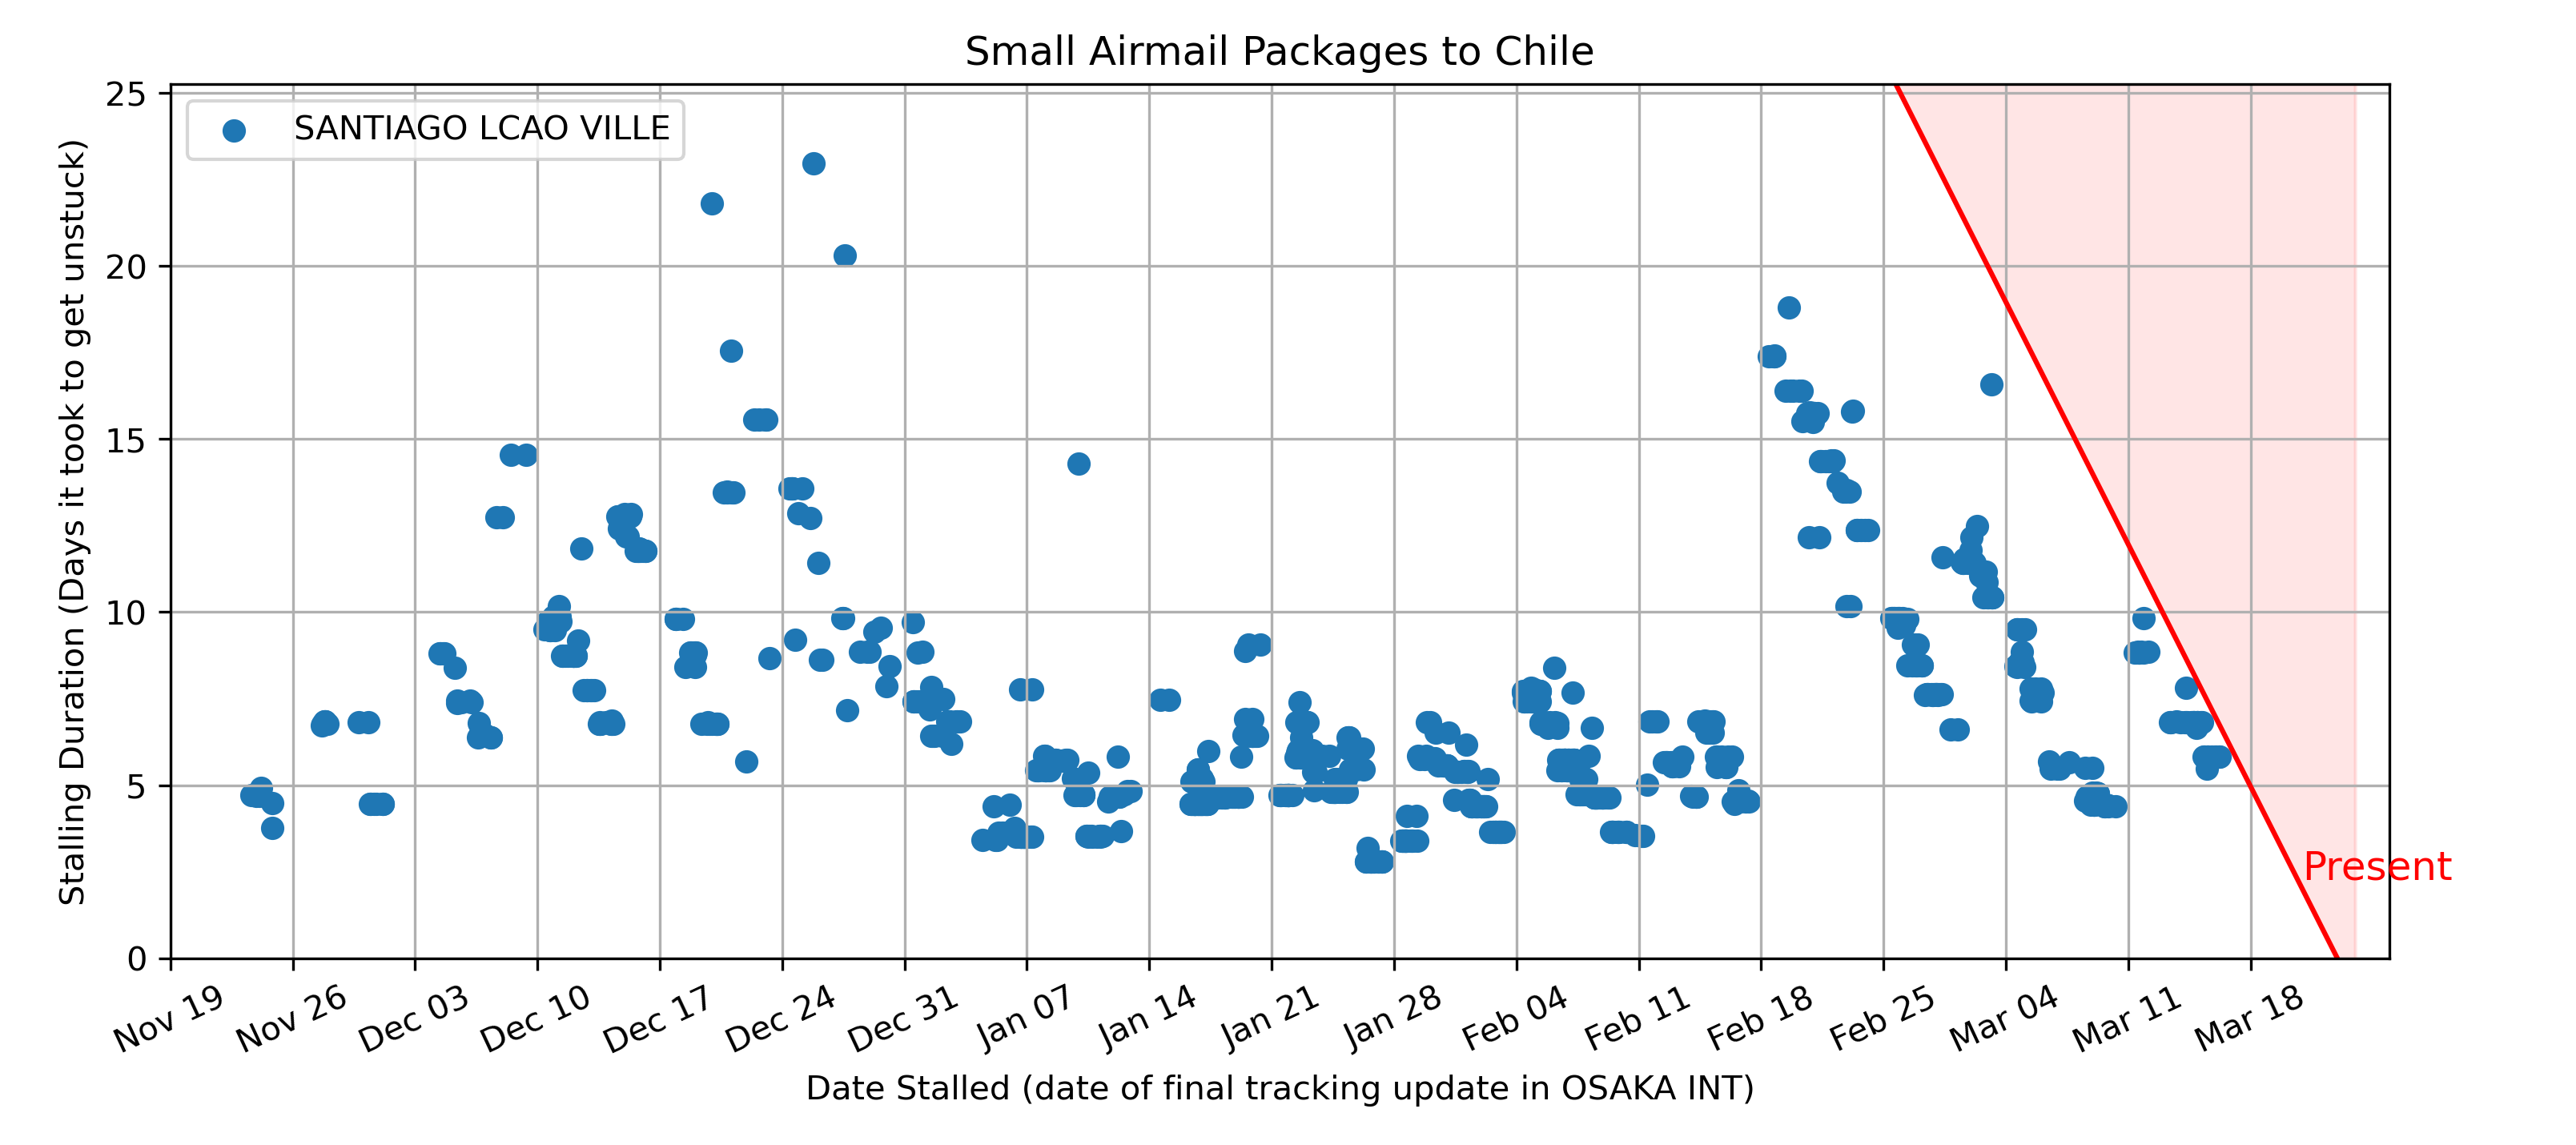 Small Airmail Packages to Chile
SANTIAGO LCAO VILLE
Stalling Duration (Days it took to get unstuck)
25
20
15
10
5
0
Present
Nov 19
Nov 26
Dec 03
Dec 10
Dec 17
Dec 24
Dec 31
Jan 07
Jan 14
Jan 21
Jan 28
Feb 04
Feb 11
Feb 18
Feb 25
Mar 04
Mar 11
Mar 18
Date Stalled (date of final tracking update in OSAKA INT)